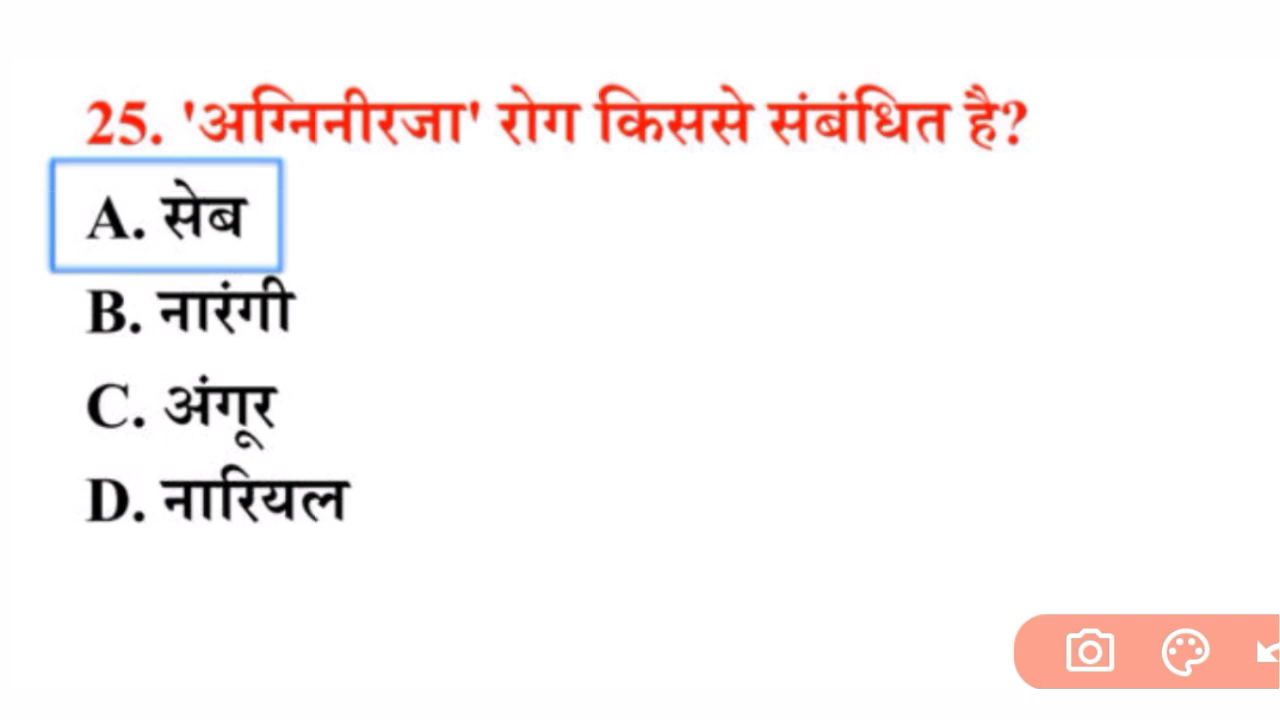 25. 'अग्निनीरजा' रोग किससे संबंधित है?
A. सेब
B. नारंगी
C. अंगूर
D. नारियल